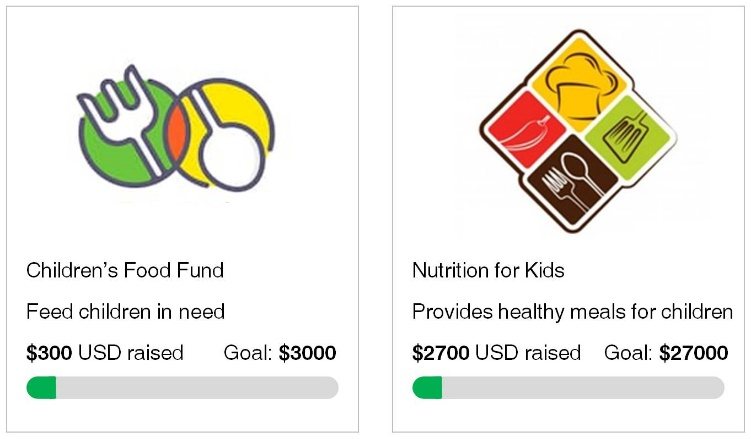 Children's Food Fund
Feed children in need
$300 USD raised Goal: $3000
Nutrition for Kids
Provides healthy meals for children
$2700 USD raised Goal: $27000